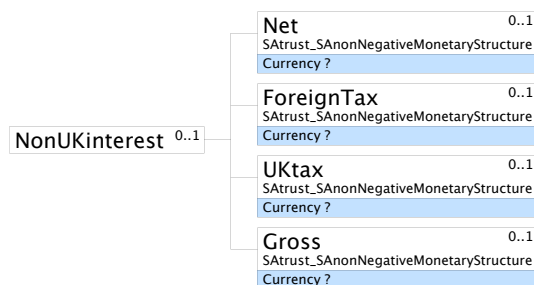 Net 0..1
SAtrust_SAnonNegativeMonetaryStructure
Currency ?
ForeignTax 0..1
SAtrust_SAnonNegativeMonetaryStructure
Currency ?
NonUKinterest 0..1
UKtax 0..1
SAtrust_SAnonNegativeMonetaryStructure
Currency ?
Gross 0..1
SAtrust_SAnonNegativeMonetaryStructure
Currency ?